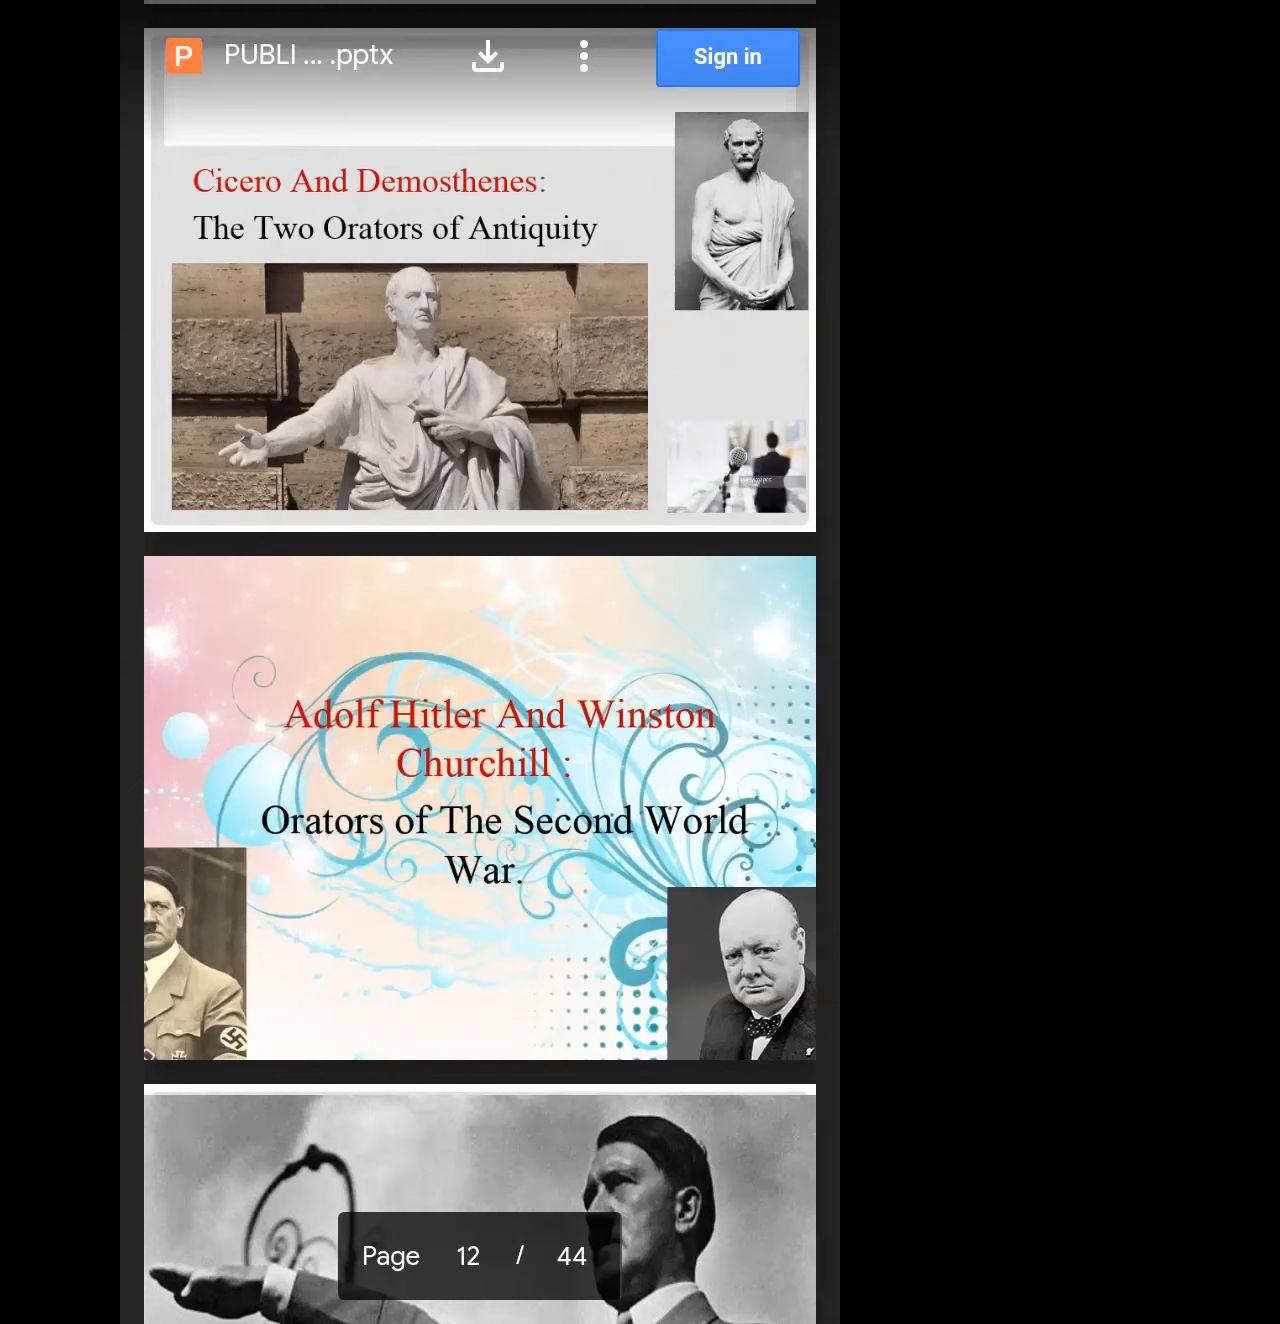 PUBLI ... .pptx
Sign in
Cicero And Demosthenes:
The Two Orators of Antiquity
Adolf Hitler And Winston
Churchill :
Orators of The Second World
War.
Page 12 / 44